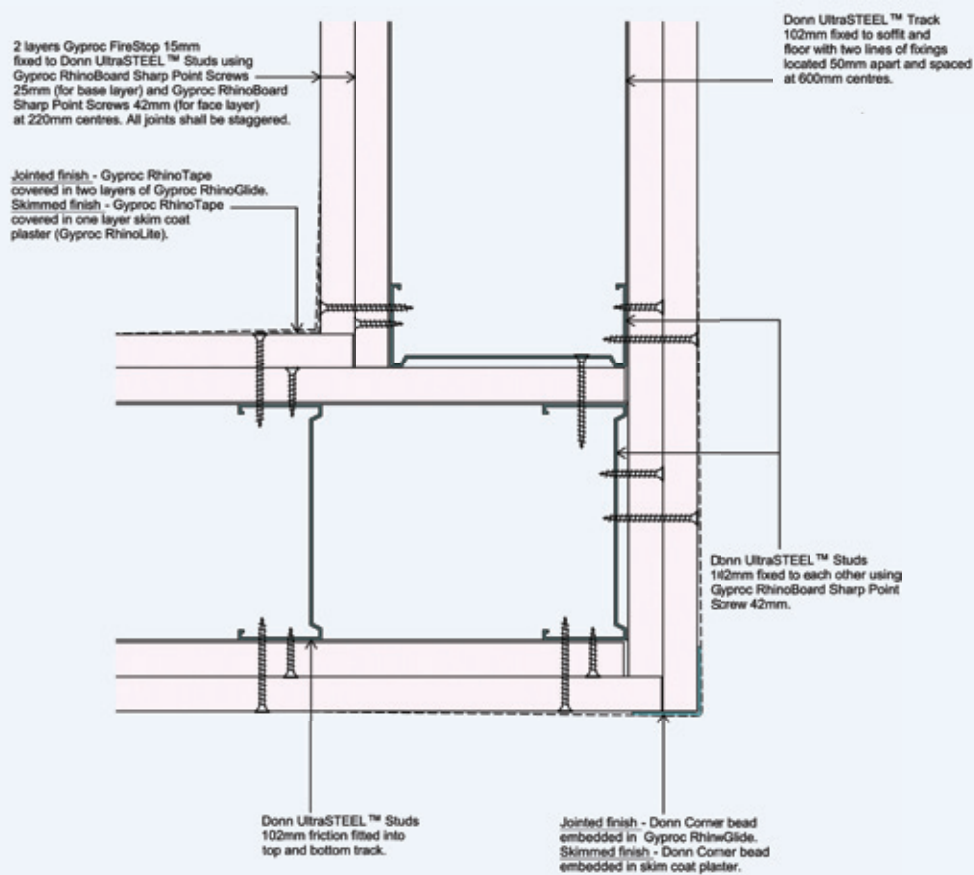 2 layers Gyproc FireStop 15mm
fixed to Donn UltraSTEEL™ Studs using
Gyproc RhinoBoard Sharp Point Screws
25mm (for base layer) and Gyproc RhinoBoard
Sharp Point Screws 42mm (for face layer)
at 220mm centres. All joints shall be staggered.
Jointed finish - Gyproc RhinoTape
covered in two layers of Gyproc RhinoGlide.
Skimmed finish - Gyproc RhinoTape
covered in one layer skim coat
plaster (Gyproc RhinoLite).
Donn UltraSTEEL™ Track
102mm fixed to soffit and
floor with two lines of fixings
located 50mm apart and spaced
at 600mm centres.
Donn UltraSTEEL™ Studs
102mm fixed to each other using
Gyproc RhinoBoard Sharp Point
Screw 42mm.
Donn UltraSTEEL™ Studs
102mm friction fitted into
top and bottom track.
Jointed finish - Donn Corner bead
embedded in Gyproc RhinoGlide.
Skimmed finish - Donn Corner bead
embedded in skim coat plaster.